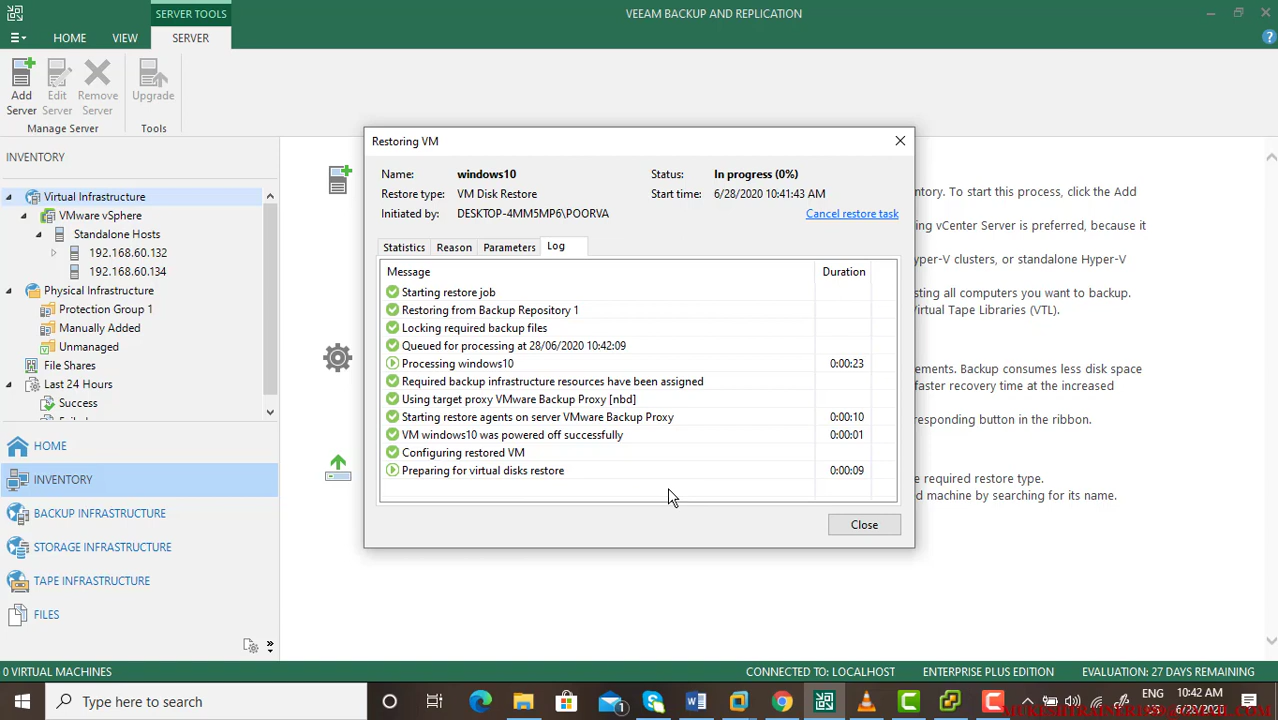 SERVER TOOLS
VEEAM BACKUP AND REPLICATION
HOME
VIEW
SERVER
Add Server
Edit Server
Remove Server
Upgrade
Manage Server
Tools
INVENTORY
Virtual Infrastructure
VMware vSphere
Standalone Hosts
192.168.60.132
192.168.60.134
Physical Infrastructure
Protection Group 1
Manually Added
Unmanaged
File Shares
Last 24 Hours
Success
HOME
INVENTORY
BACKUP INFRASTRUCTURE
STORAGE INFRASTRUCTURE
TAPE INFRASTRUCTURE
FILES
Restoring VM
Name: windows10
Status: In progress (0%)
Restore type: VM Disk Restore
Start time: 6/28/2020 10:41:43 AM
Initiated by: DESKTOP-4MM5MP6\POORVA
Cancel restore task
Statistics
Reason
Parameters
Log
Message
Duration
Starting restore job
Restoring from Backup Repository 1
Locking required backup files
Queued for processing at 28/06/2020 10:42:09
Processing windows10 0:00:23
Required backup infrastructure resources have been assigned
Using target proxy VMware Backup Proxy [nbd]
Starting restore agents on server VMware Backup Proxy 0:00:10
VM windows10 was powered off successfully 0:00:01
Configuring restored VM
Preparing for virtual disks restore 0:00:09
Close
ntory. To start this process, click the Add
ng vCenter Server is preferred, because it
yper-V clusters, or standalone Hyper-V
sting all computers you want to backup.
irtual Tape Libraries (VTL).
ements. Backup consumes less disk space
faster recovery time at the increased
responding button in the ribbon.
e required restore type.
ed machine by searching for its name.
0 VIRTUAL MACHINES
CONNECTED TO: LOCALHOST
ENTERPRISE PLUS EDITION
EVALUATION: 27 DAYS REMAINING
Type here to search
1
ENG
10:42 AM
6/28/2020